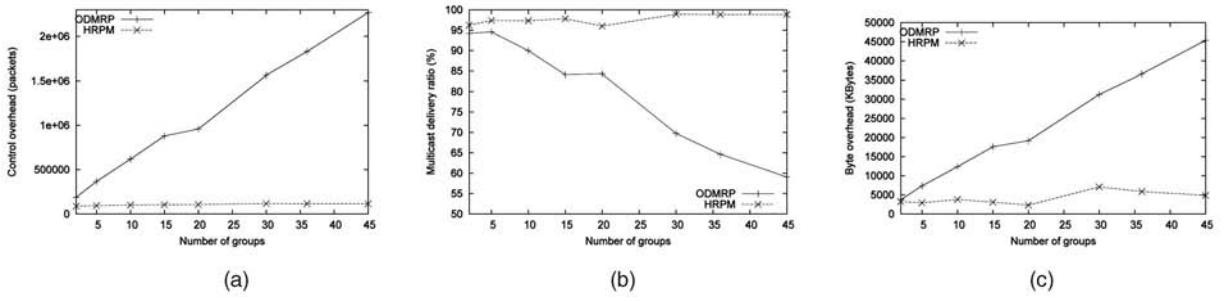 Control overhead (packets)
2e+06
1.5e+06
1e+06
500000
0
ODMRP
HRPM
5 10 15 20 25 30 35 40 45
Number of groups
(a)
Multicast delivery ratio (%)
100
95
90
85
80
75
70
65
60
55
50
ODMRP
HRPM
5 10 15 20 25 30 35 40 45
Number of groups
(b)
Byte overhead (KBytes)
50000
45000
40000
35000
30000
25000
20000
15000
10000
5000
0
ODMRP
HRPM
5 10 15 20 25 30 35 40 45
Number of groups
(c)